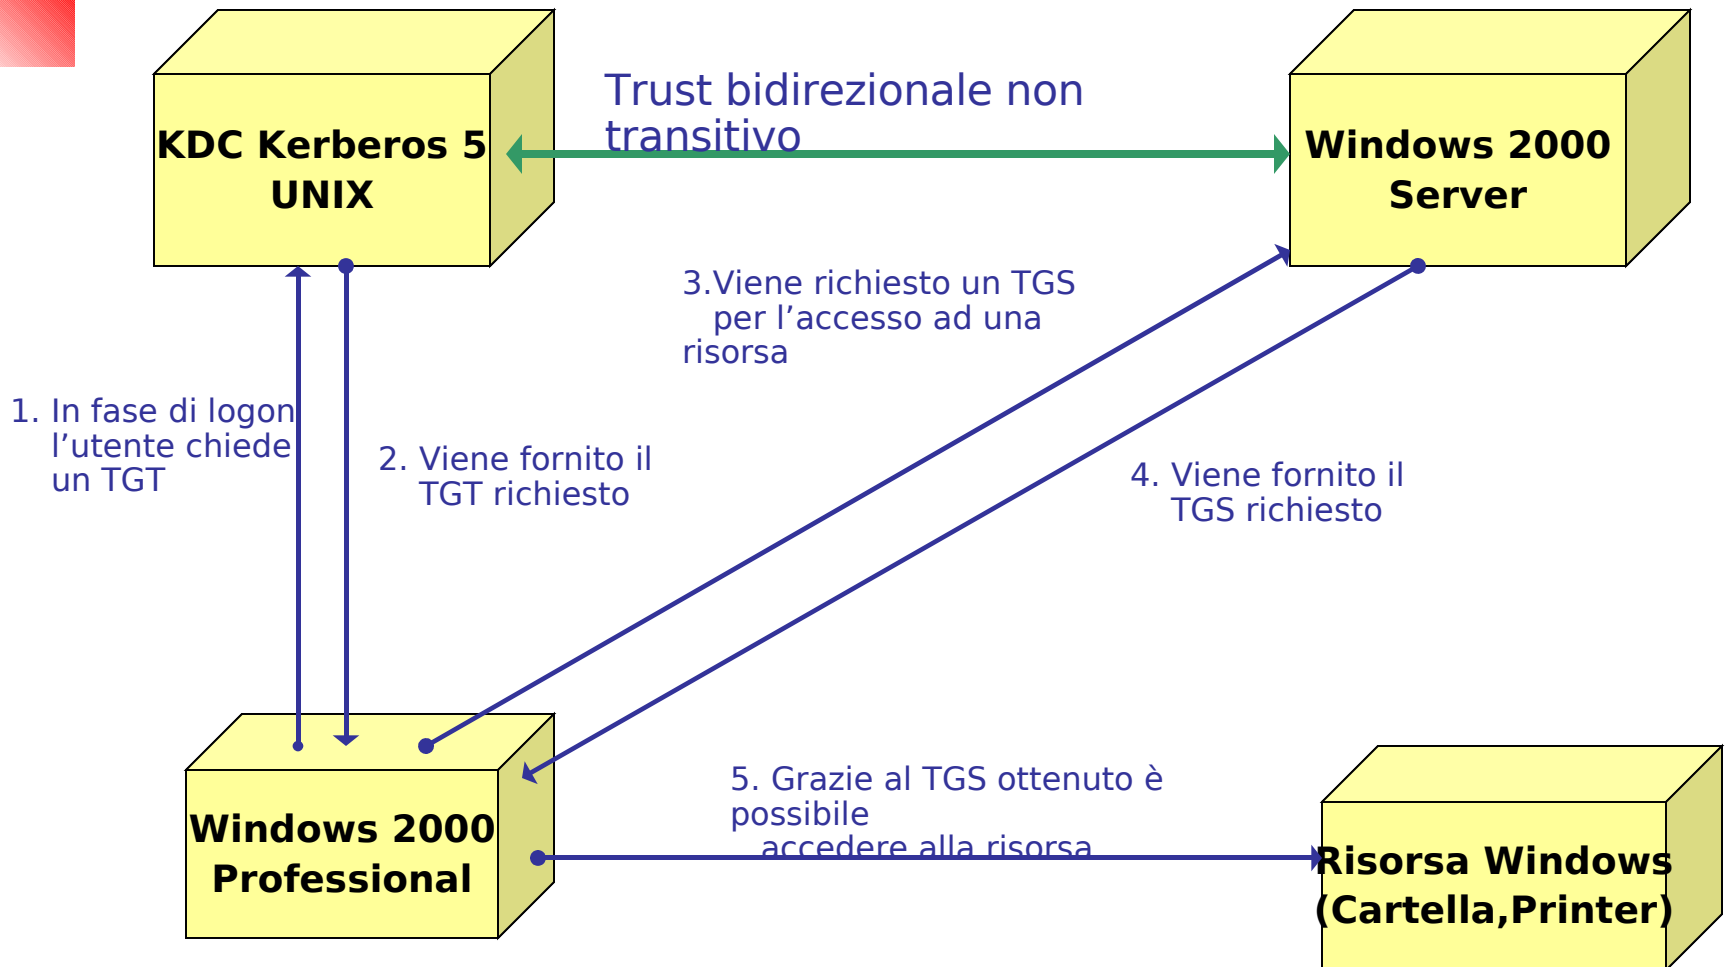 Trust bidirezionale non
transitivo
KDC Kerberos 5
UNIX
Windows 2000
Server
3.Viene richiesto un TGS
per l’accesso ad una
risorsa
1. In fase di logon
l’utente chiede
un TGT
2. Viene fornito il
TGT richiesto
4. Viene fornito il
TGS richiesto
5. Grazie al TGS ottenuto è
possibile
accedere alla risorsa
Windows 2000
Professional
Risorsa Windows
(Cartella,Printer)